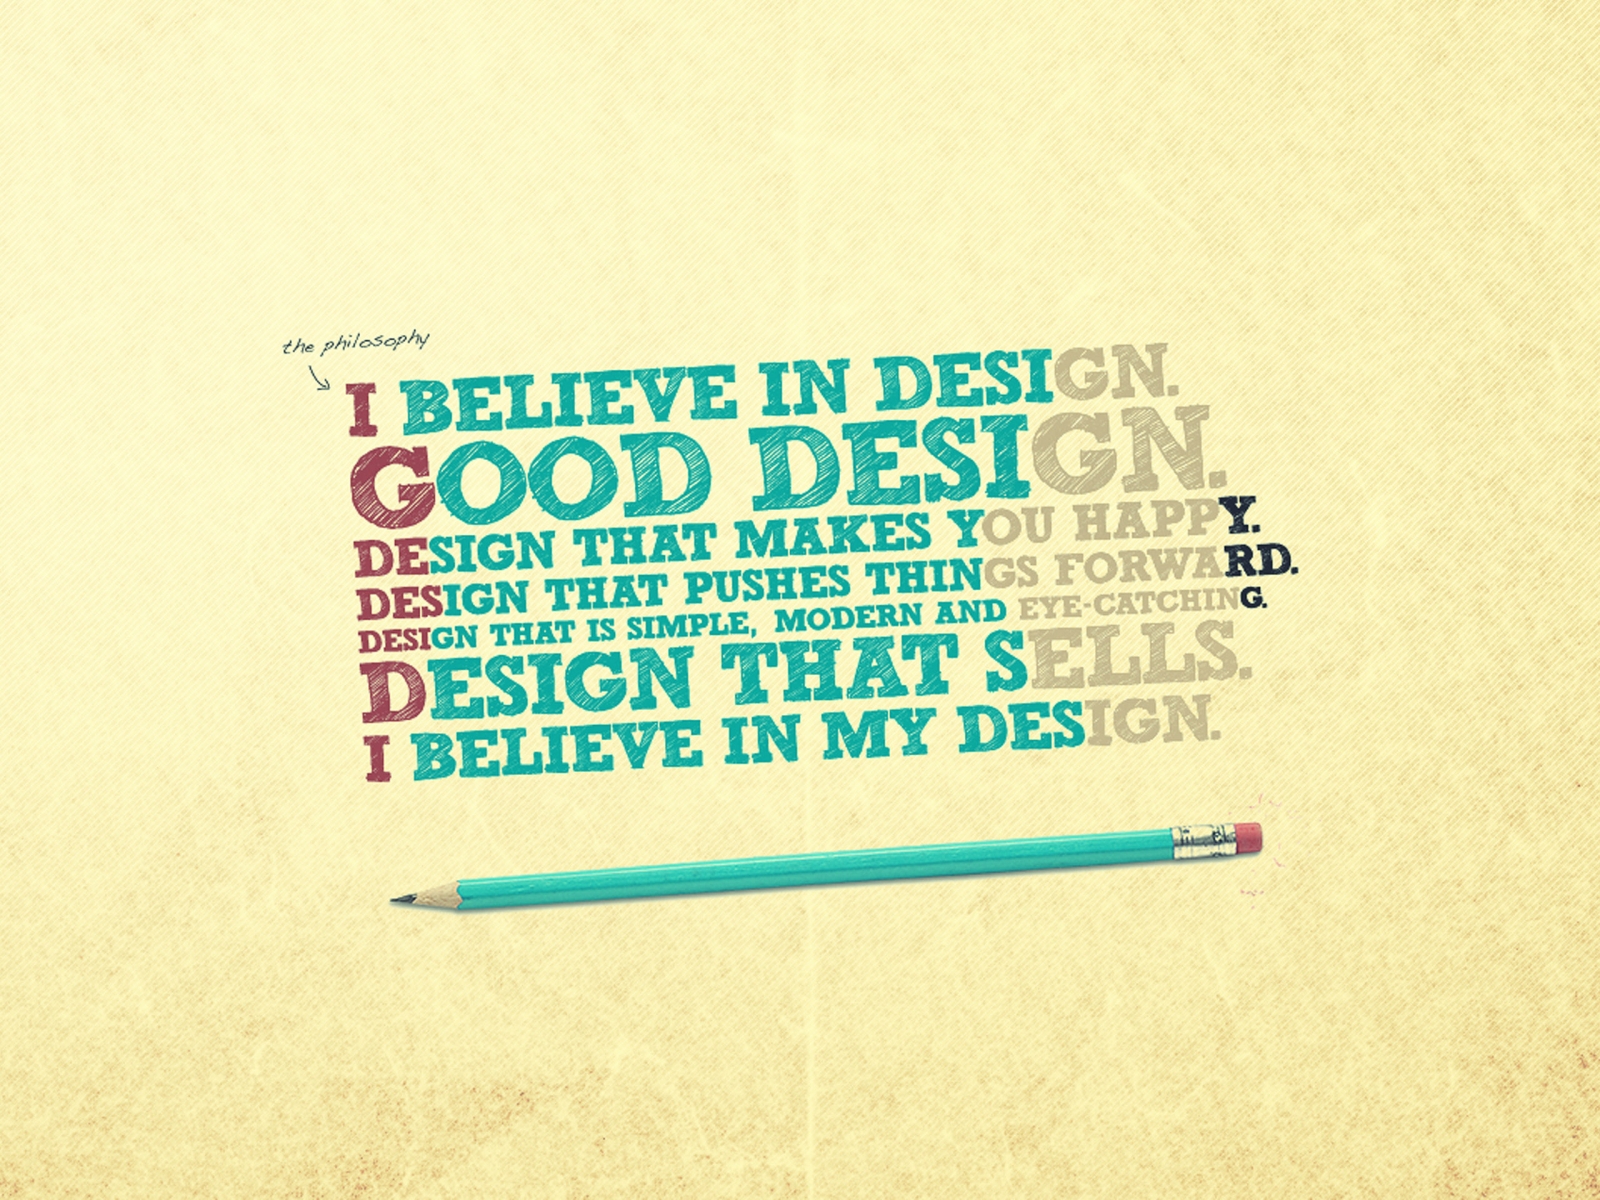 the philosophy
I BELIEVE IN DESIGN.
GOOD DESIGN.
DESIGN THAT MAKES YOU HAPPY.
DESIGN THAT PUSHES THINGS FORWARD.
DESIGN THAT IS SIMPLE, MODERN AND EYE-CATCHING.
DESIGN THAT SELLS.
I BELIEVE IN MY DESIGN.